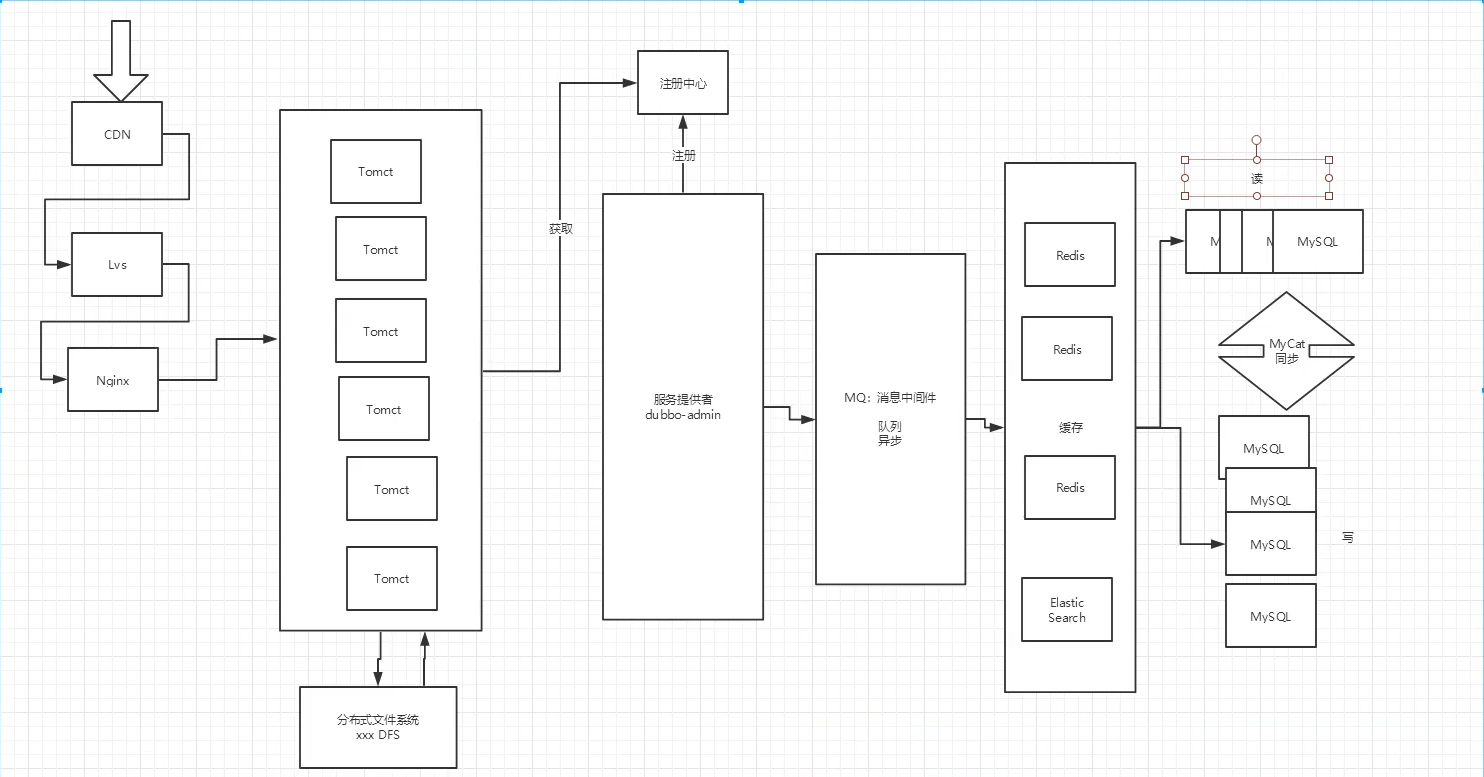 CDN
Lvs
Nginx
Tomct
Tomct
Tomct
Tomct
Tomct
Tomct
分布式文件系统
xxx DFS
获取
注册中心
注册
服务提供者
dubbo-admin
MQ：消息中间件
队列
异步
Redis
Redis
缓存
Redis
Elastic
Search
读
M
M
MySQL
MyCat
同步
MySQL
MySQL
MySQL
写
MySQL